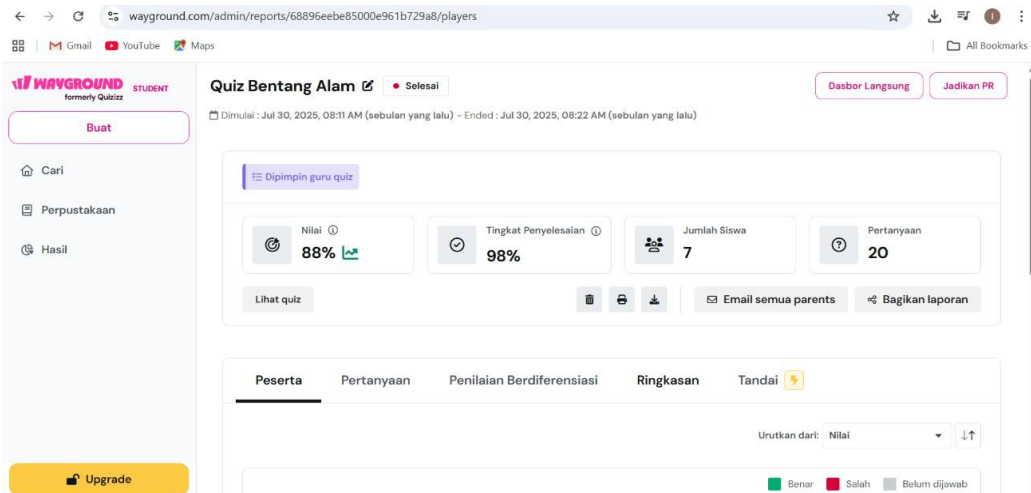 wayground.com/admin/reports/68896eebe85000e961b729a8/players
Gmail YouTube Maps All Bookmarks
WAYGROUND STUDENT
formerly Quizizz
Buat
Cari
Perpustakaan
Hasil
Upgrade
Quiz Bentang Alam Selesai
Dasbor Langsung Jadikan PR
Dimulai : Jul 30, 2025, 08:11 AM (sebulan yang lalu) - Ended : Jul 30, 2025, 08:22 AM (sebulan yang lalu)
Dipimpin guru quiz
Nilai
88%
Tingkat Penyelesaian
98%
Jumlah Siswa
7
Pertanyaan
20
Lihat quiz Email semua parents Bagikan laporan
Peserta Pertanyaan Penilaian Berdiferensiasi Ringkasan Tandai
Urutkan dari: Nilai
Benar Salah Belum dijawab